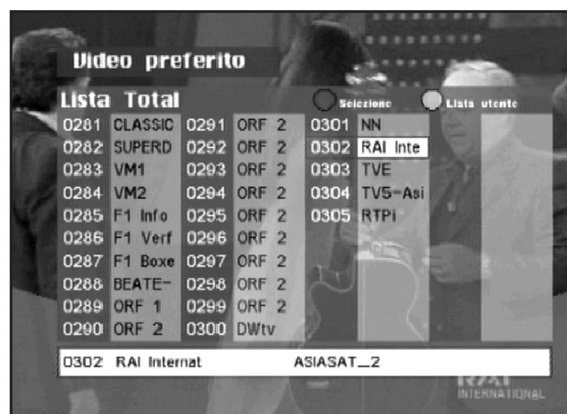 Video preferito
Lista Total
Selezione
Lista utente
0281 CLASSIC 0291 ORF 2 0301 NN
0282 SUPERD 0292 ORF 2 0302 RAI Inte
0283 VM1 0293 ORF 2 0303 TVE
0284 VM2 0294 ORF 2 0304 TV5-Asi
0285 F1 Info 0295 ORF 2 0305 RTPi
0286 F1 Verf 0296 ORF 2
0287 F1 Boxe 0297 ORF 2
0288 BEATE- 0298 ORF 2
0289 ORF 1 0299 ORF 2
0290 ORF 2 0300 DWtv
0302 RAI Internat ASIASAT_2
RAI
INTERNATIONAL